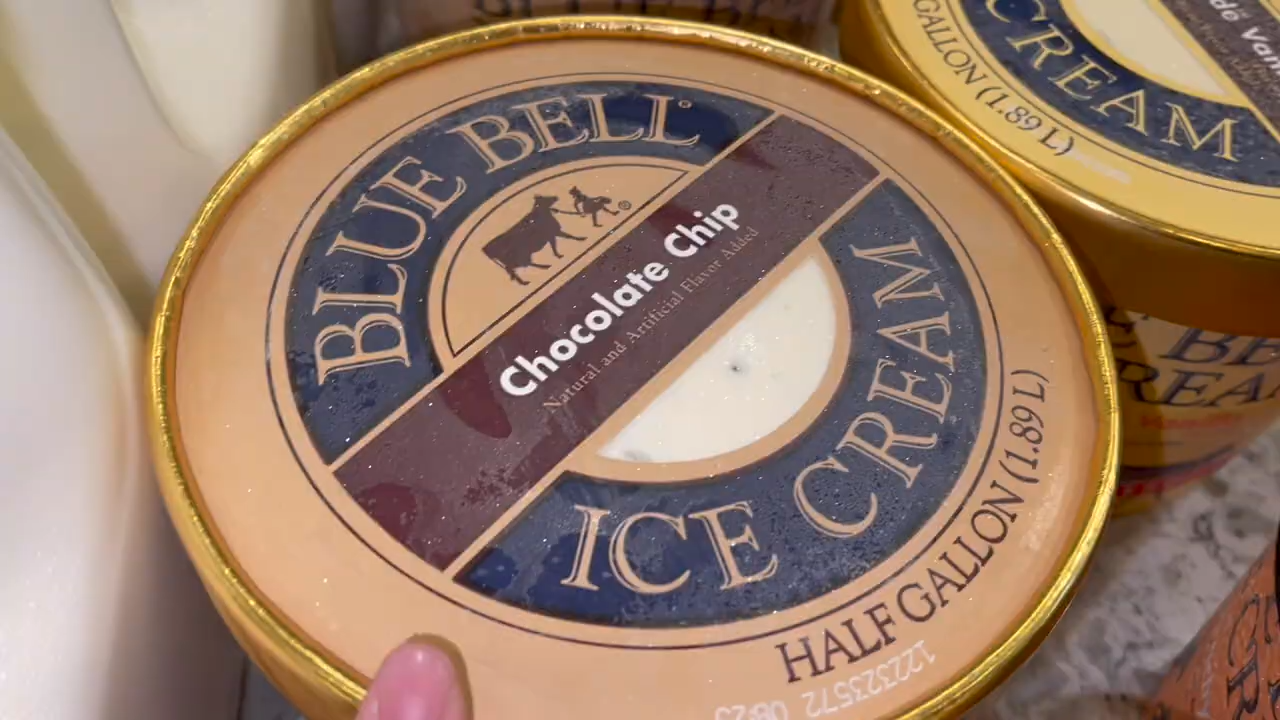 BLUE BELL
®
Chocolate Chip
Natural and Artificial Flavor Added
ICE CREAM
HALF GALLON (1.89 L)
12232357Z
CREAM
GALLON (1.89 L)